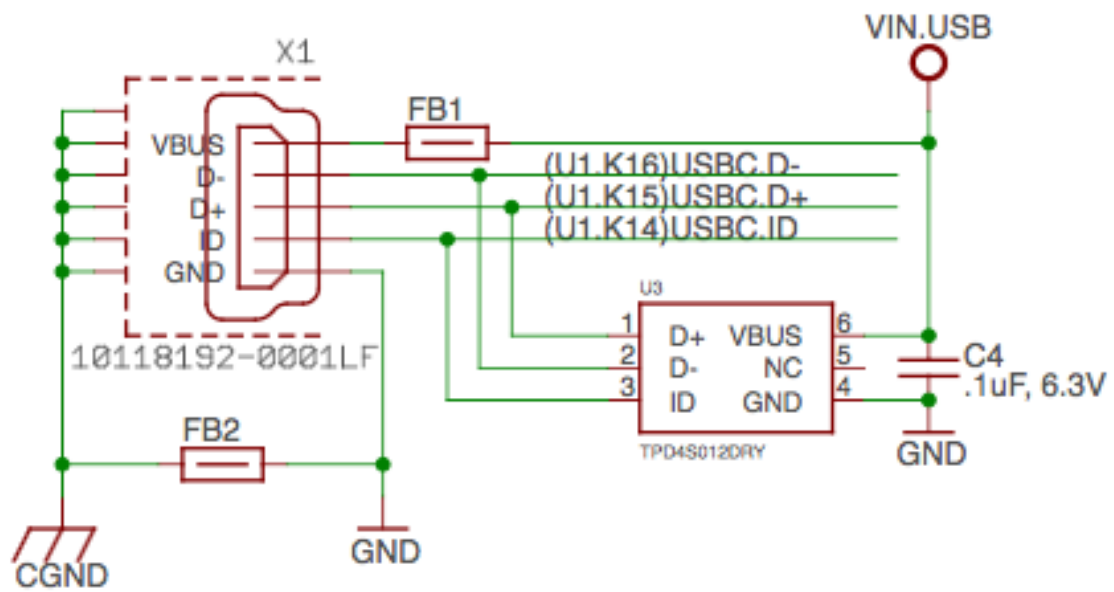 VIN.USB
X1
FB1
VBUS
(U1.K16)USBC.D-
D-
(U1.K15)USBC.D+
D+
(U1.K14)USBC.ID
ID
GND
U3
1 D+ VBUS 6
2 D- NC 5
3 ID GND 4
C4
.1uF, 6.3V
10118192-0001LF
TPD4S012DRY
GND
FB2
GND
CGND